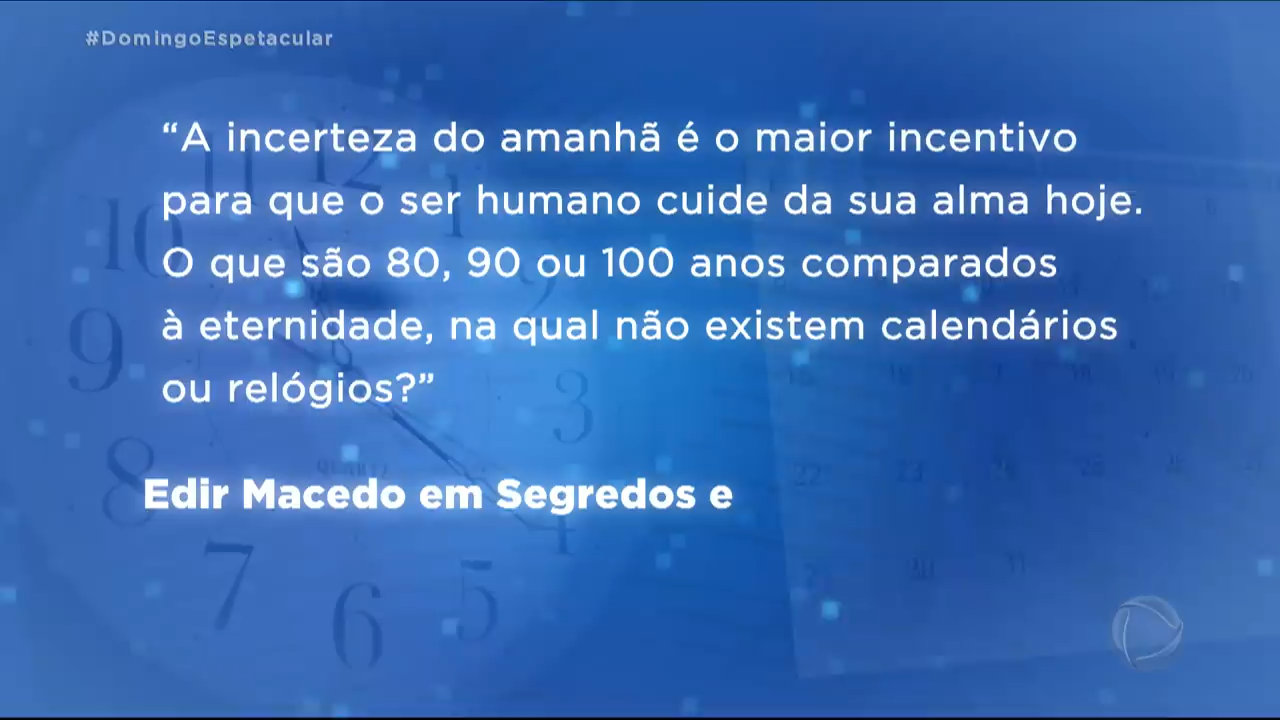 #DomingoEspetacular
“A incerteza do amanhã é o maior incentivo
para que o ser humano cuide da sua alma hoje.
O que são 80, 90 ou 100 anos comparados
à eternidade, na qual não existem calendários
ou relógios?”
Edir Macedo em Segredos e